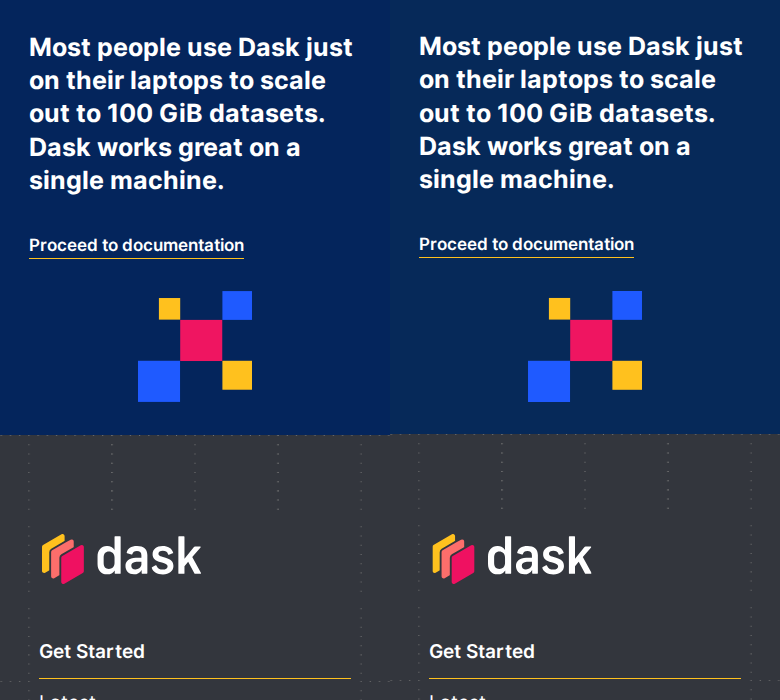 Most people use Dask just
on their laptops to scale
out to 100 GiB datasets.
Dask works great on a
single machine.
Proceed to documentation
dask
Get Started
Latest
Most people use Dask just
on their laptops to scale
out to 100 GiB datasets.
Dask works great on a
single machine.
Proceed to documentation
dask
Get Started
Latest